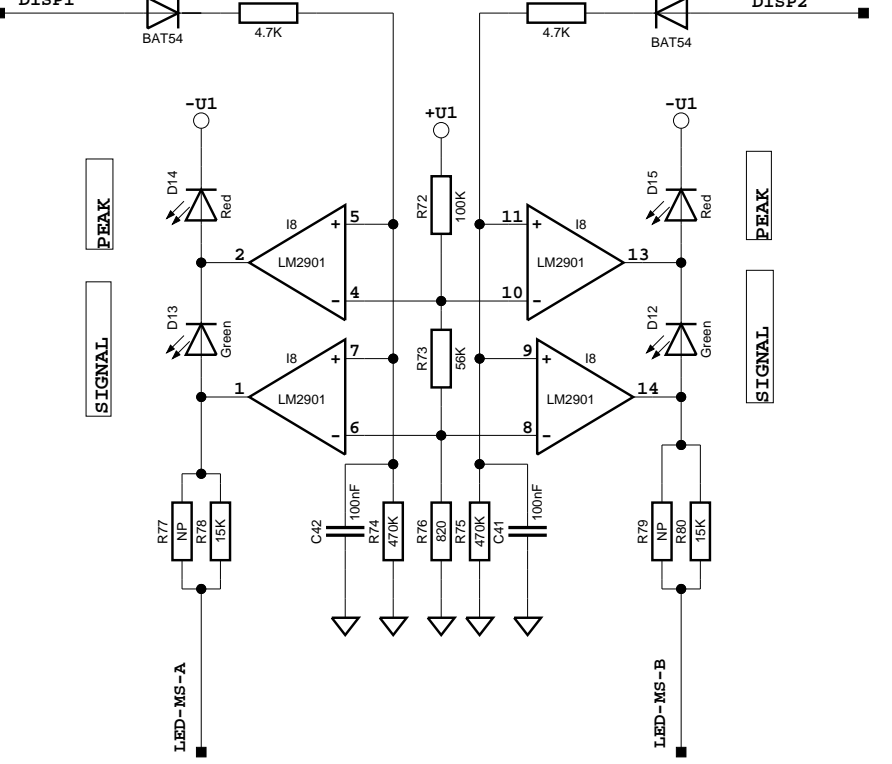 DISP1
DISP2
BAT54
4.7K
4.7K
BAT54
-U1
+U1
-U1
PEAK
D14
Red
2
I8
LM2901
+
5
-
4
R72
100K
11
+
10
-
I8
LM2901
13
D15
Red
PEAK
SIGNAL
D13
Green
1
I8
LM2901
+
7
-
6
R73
56K
9
+
8
-
I8
LM2901
14
D12
Green
SIGNAL
R77
NP
R78
15K
C42
100nF
R74
470K
R76
820
R75
470K
C41
100nF
R79
NP
R80
15K
LED-MS-A
LED-MS-B